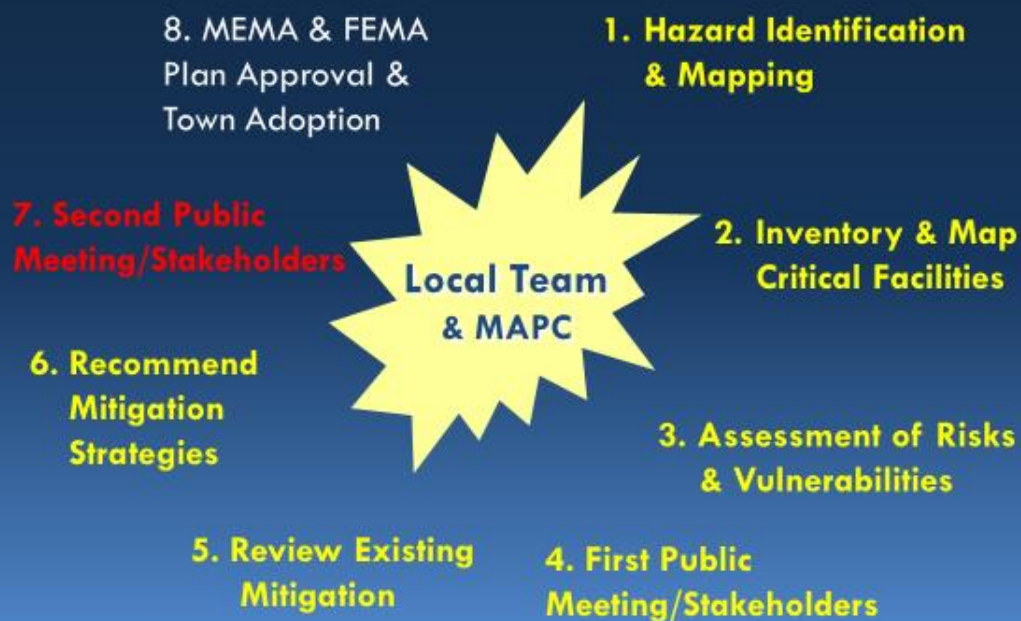 8. MEMA & FEMA
Plan Approval &
Town Adoption
1. Hazard Identification
& Mapping
7. Second Public
Meeting/Stakeholders
2. Inventory & Map
Critical Facilities
Local Team
& MAPC
6. Recommend
Mitigation
Strategies
3. Assessment of Risks
& Vulnerabilities
5. Review Existing
Mitigation
4. First Public
Meeting/Stakeholders